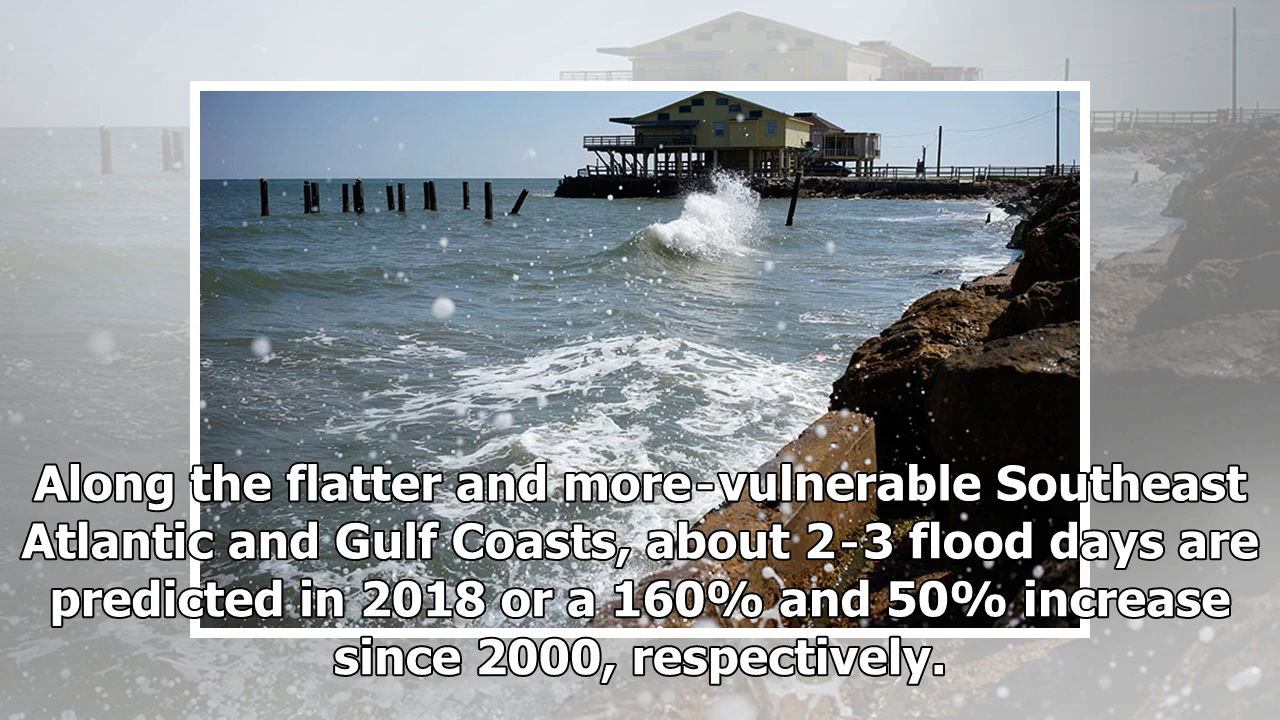 Along the flatter and more-vulnerable Southeast
Atlantic and Gulf Coasts, about 2-3 flood days are
predicted in 2018 or a 160% and 50% increase
since 2000, respectively.